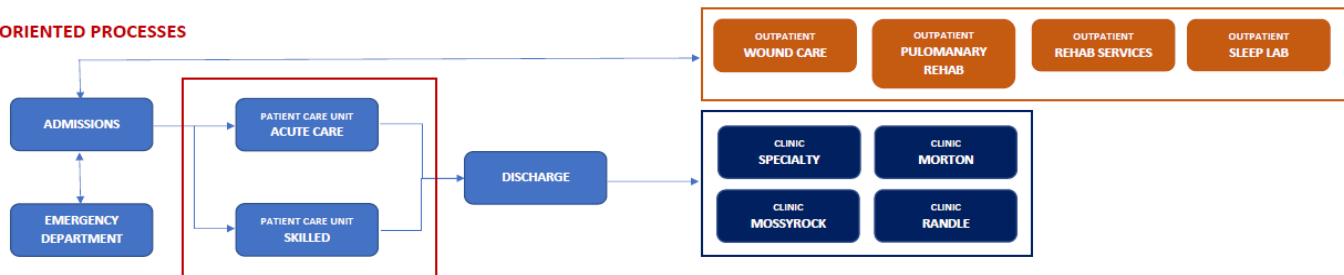 ORIENTED PROCESSES
OUTPATIENT
WOUND CARE
OUTPATIENT
PULOMANARY
REHAB
OUTPATIENT
REHAB SERVICES
OUTPATIENT
SLEEP LAB
ADMISSIONS
PATIENT CARE UNIT
ACUTE CARE
CLINIC
SPECIALTY
CLINIC
MORTON
DISCHARGE
EMERGENCY
DEPARTMENT
PATIENT CARE UNIT
SKILLED
CLINIC
MOSSYROCK
CLINIC
RANDLE